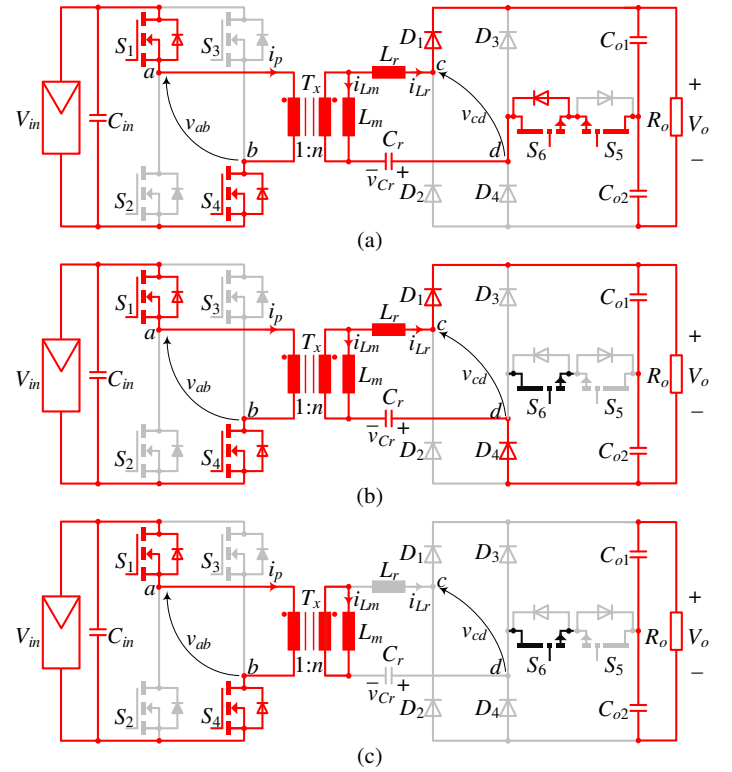 S1 S3 D1 D3 Co1
a ip Tx iLm Lr iLr c
Vin Cin vab Lm vcd S6 S5 Ro + Vo −
b 1:n Cr d
− vCr +
S2 S4 D2 D4 Co2
(a)
S1 S3 D1 D3 Co1
a ip Tx iLm Lr iLr c
Vin Cin vab Lm vcd S6 S5 Ro + Vo −
b 1:n Cr d
− vCr +
S2 S4 D2 D4 Co2
(b)
S1 S3 D1 D3 Co1
a ip Tx iLm Lr iLr c
Vin Cin vab Lm vcd S6 S5 Ro + Vo −
b 1:n Cr d
− vCr +
S2 S4 D2 D4 Co2
(c)